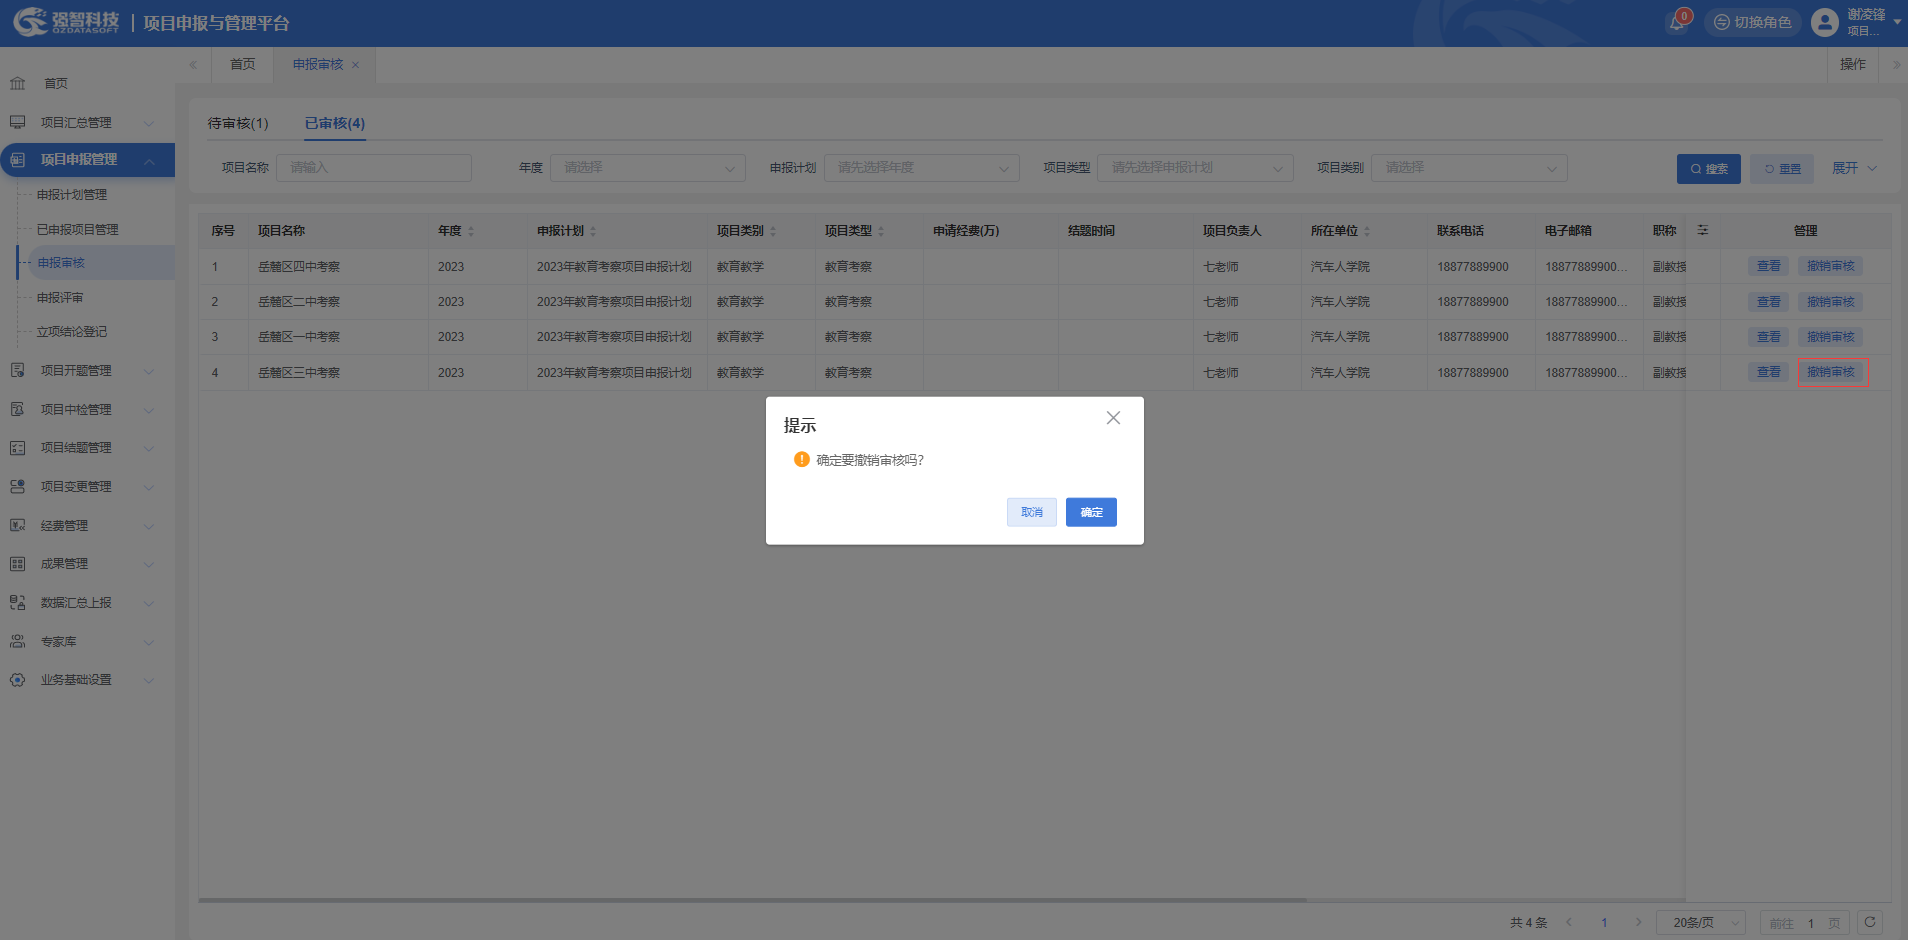 强智科技
QZDATASOFT
项目申报与管理平台
0
切换角色
谢凌锋
项目...
首页
申报审核
操作
首页
项目汇总管理
项目申报管理
申报计划管理
已申报项目管理
申报审核
申报评审
立项结论登记
项目开题管理
项目中检管理
项目结题管理
项目变更管理
经费管理
成果管理
数据汇总上报
专家库
业务基础设置
待审核(1) 已审核(4)
项目名称 请输入 年度 请选择 申报计划 请先选择年度 项目类型 请先选择申报计划 项目类别 请选择 搜索 重置 展开
序号 项目名称 年度 申报计划 项目类别 项目类型 申请经费(万) 结题时间 项目负责人 所在单位 联系电话 电子邮箱 职称 管理
1 岳麓区四中考察 2023 2023年教育考察项目申报计划 教育教学 教育考察 七老师 汽车人学院 18877889900 18877889900... 副教授 查看 撤销审核
2 岳麓区二中考察 2023 2023年教育考察项目申报计划 教育教学 教育考察 七老师 汽车人学院 18877889900 18877889900... 副教授 查看 撤销审核
3 岳麓区一中考察 2023 2023年教育考察项目申报计划 教育教学 教育考察 七老师 汽车人学院 18877889900 18877889900... 副教授 查看 撤销审核
4 岳麓区三中考察 2023 2023年教育考察项目申报计划 教育教学 教育考察 七老师 汽车人学院 18877889900 18877889900... 副教授 查看 撤销审核
提示
确定要撤销审核吗?
取消 确定
共 4 条 1 20条/页 前往 1 页